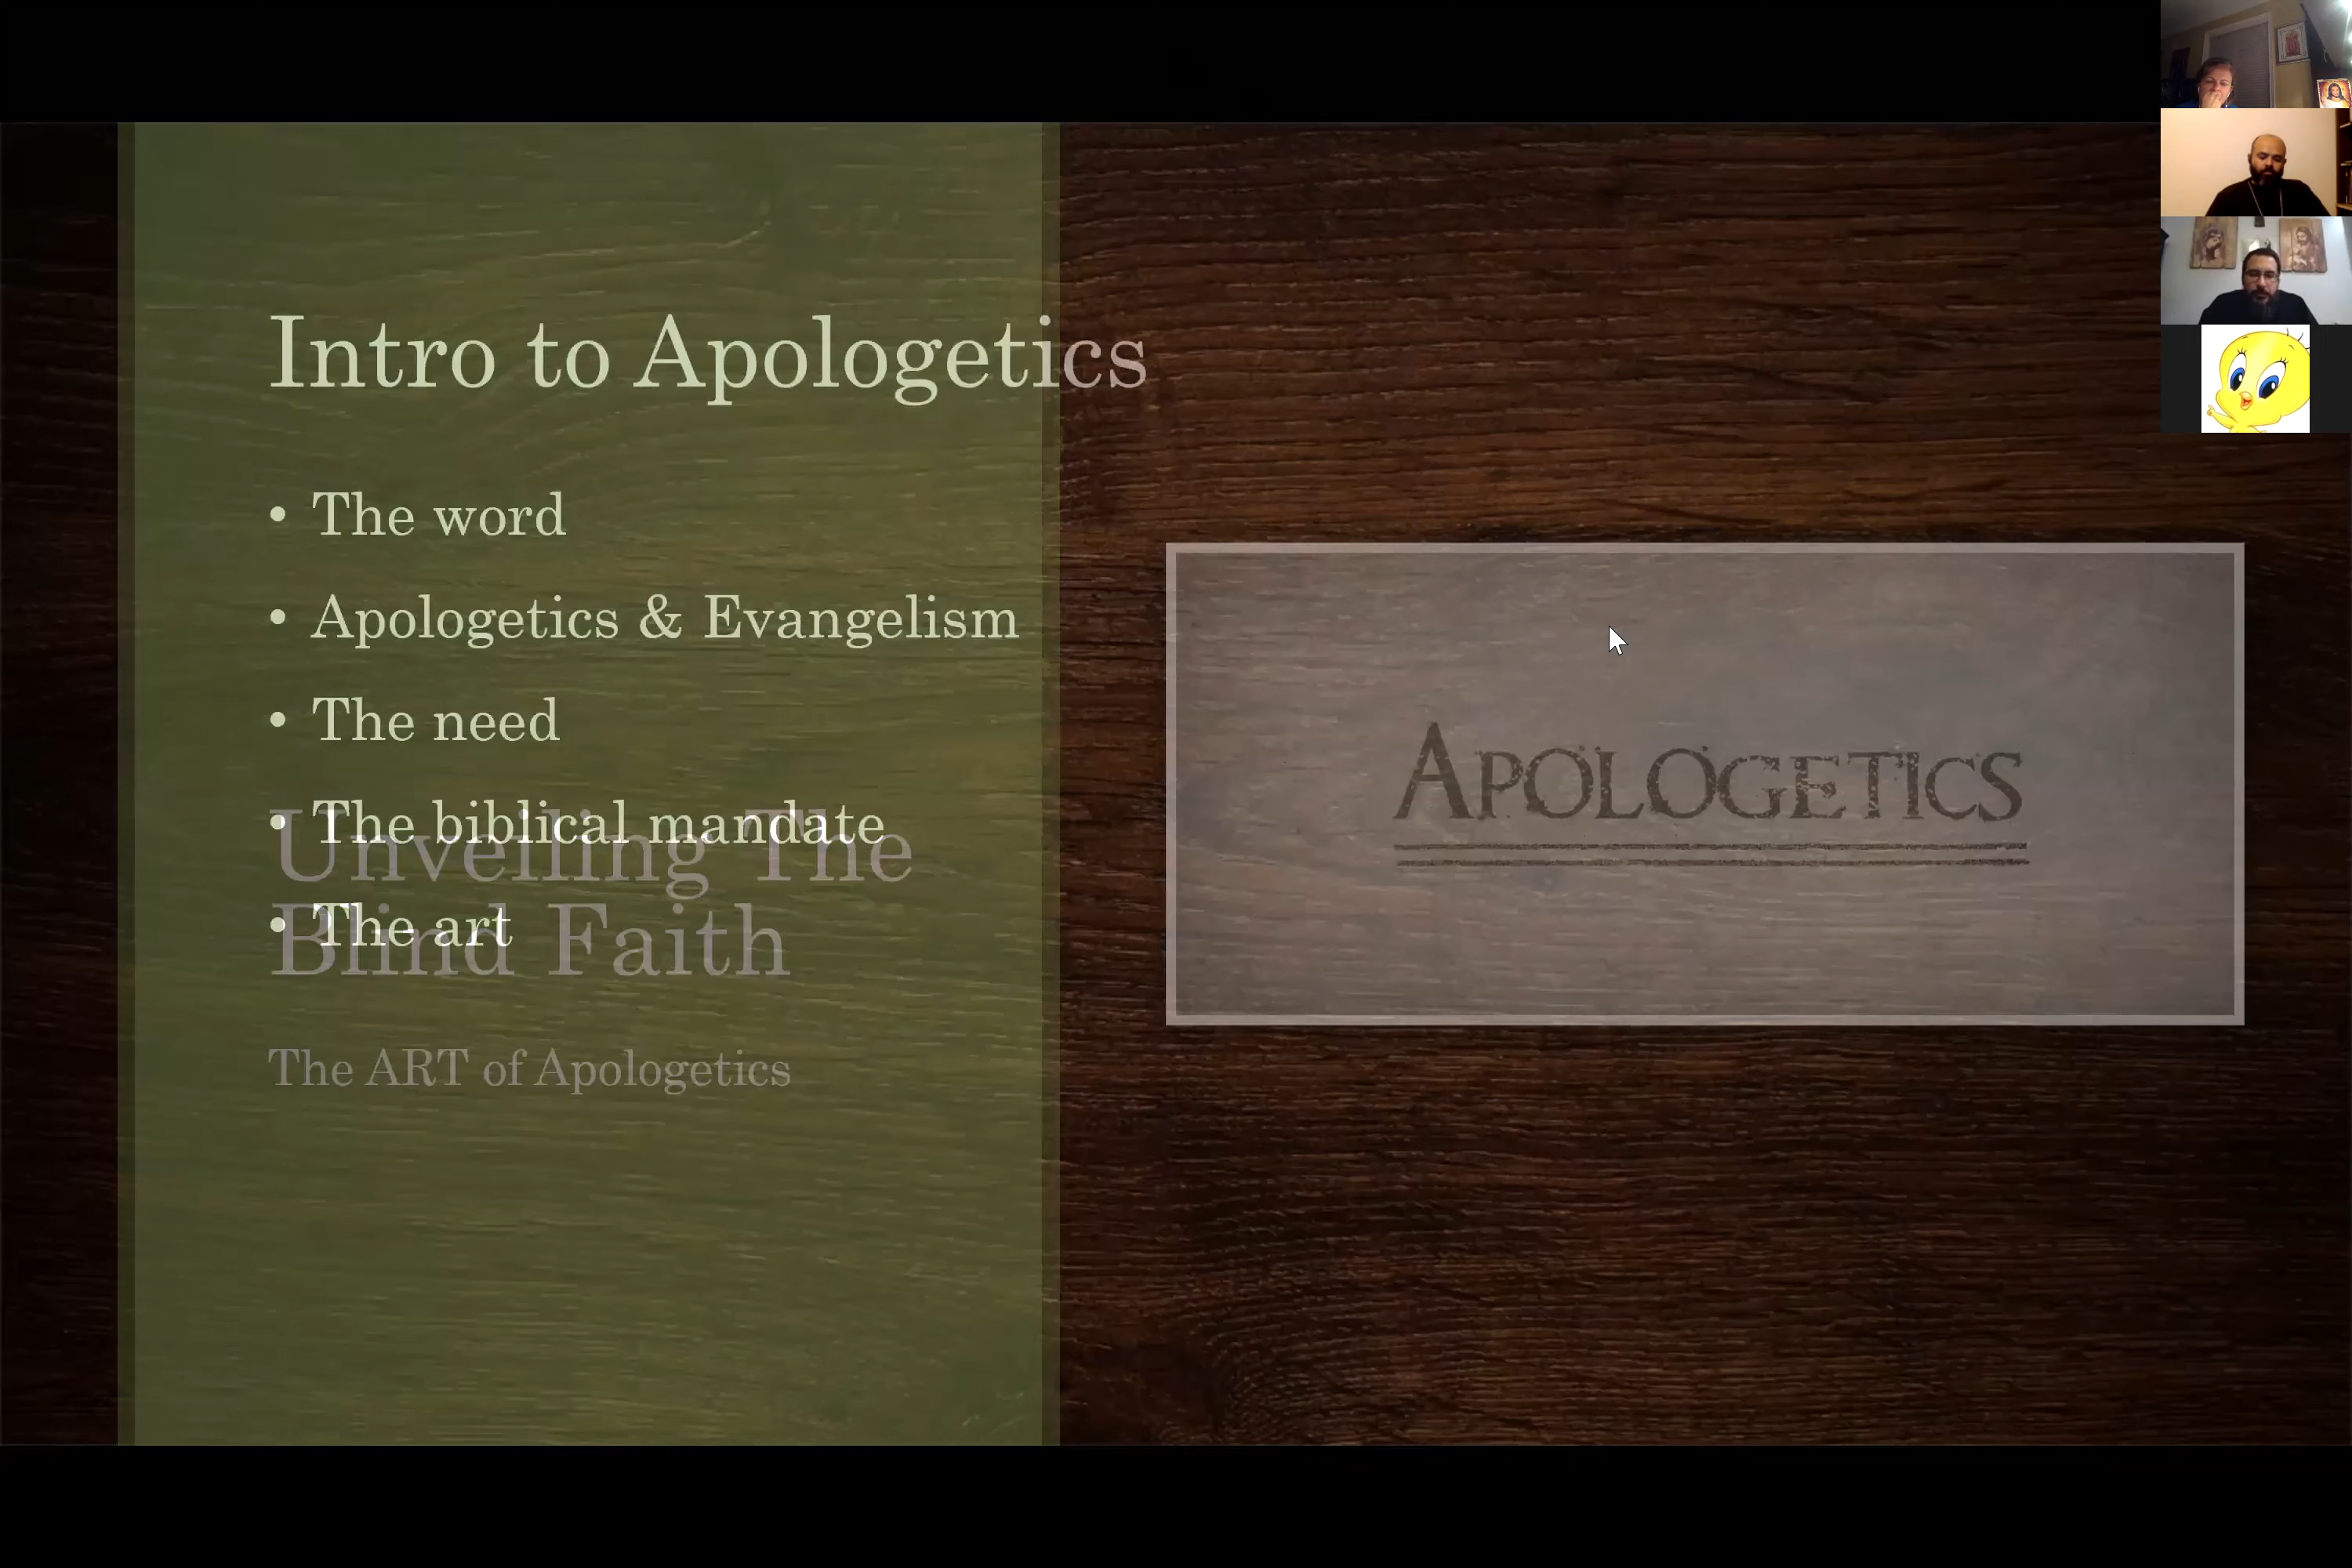 Intro to Apologetics
• The word
• Apologetics & Evangelism
• The need
• The biblical mandate
• The art
Unveiling The
Blind Faith
The ART of Apologetics
APOLOGETICS